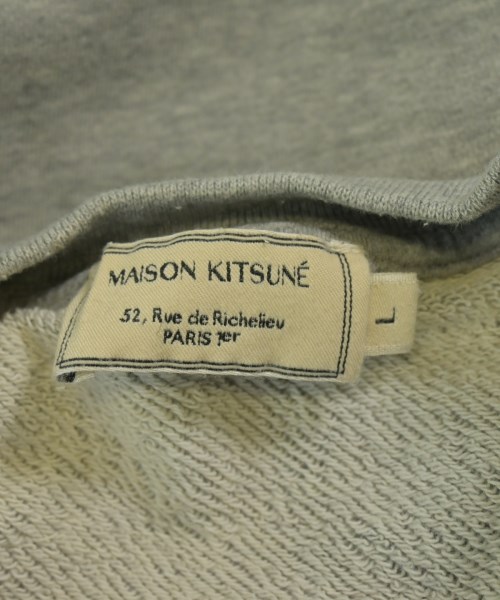 MAISON KITSUNÉ
52, Rue de Richelieu
PARIS 1er
L